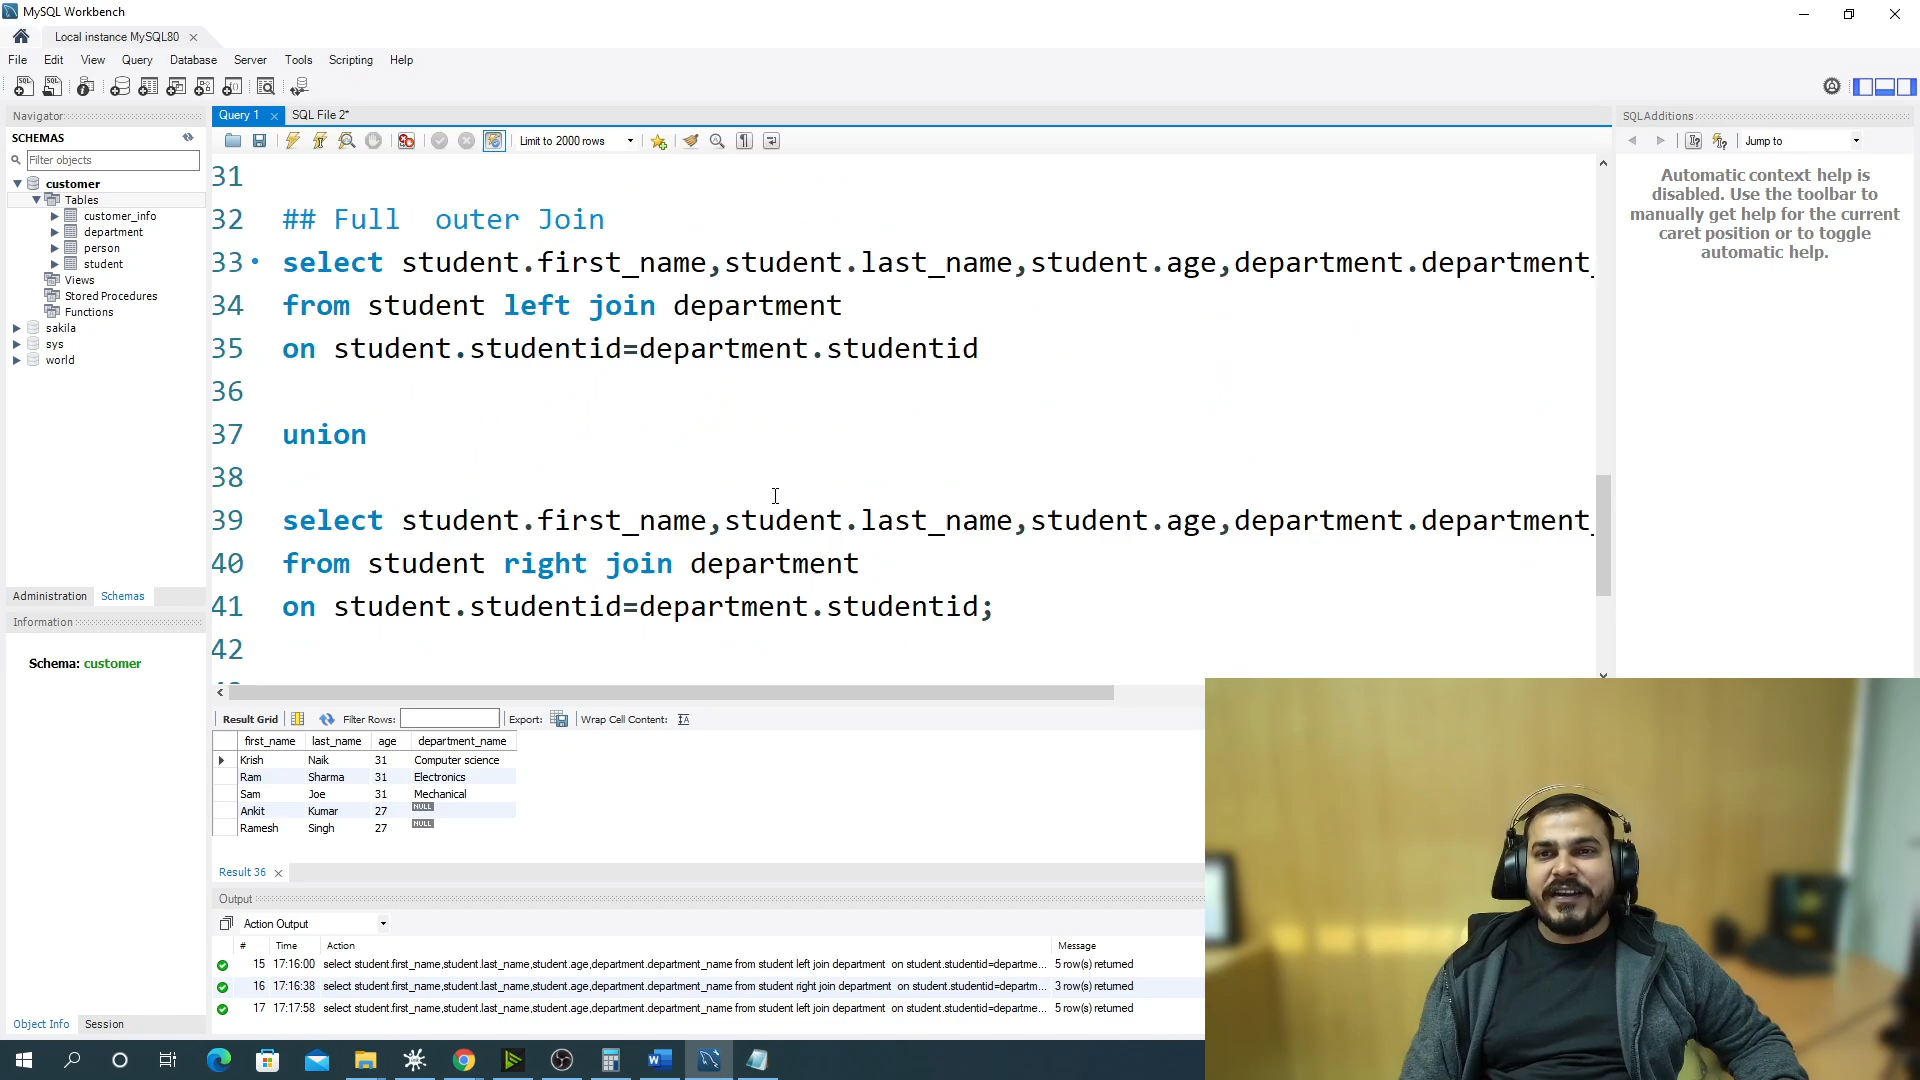 MySQL Workbench
Local instance MySQL80
File Edit View Query Database Server Tools Scripting Help
Navigator
SCHEMAS
Filter objects
customer
Tables
customer_info
department
person
student
Views
Stored Procedures
Functions
sakila
sys
world
Administration Schemas
Information
Schema: customer
Object Info Session
Query 1 SQL File 2*
Limit to 2000 rows
31
32 ## Full outer Join
33 select student.first_name,student.last_name,student.age,department.department_
34 from student left join department
35 on student.studentid=department.studentid
36
37 union
38
39 select student.first_name,student.last_name,student.age,department.department_
40 from student right join department
41 on student.studentid=department.studentid;
42
Result Grid Filter Rows: Export: Wrap Cell Content:
first_name last_name age department_name
Krish Naik 31 Computer science
Ram Sharma 31 Electronics
Sam Joe 31 Mechanical
Ankit Kumar 27 NULL
Ramesh Singh 27 NULL
Result 36
Output
Action Output
# Time Action Message
15 17:16:00 select student.first_name,student.last_name,student.age,department.department_name from student left join department on student.studentid=departme... 5 row(s) returned
16 17:16:38 select student.first_name,student.last_name,student.age,department.department_name from student right join department on student.studentid=departm... 3 row(s) returned
17 17:17:58 select student.first_name,student.last_name,student.age,department.department_name from student left join department on student.studentid=departme... 5 row(s) returned
SQLAdditions
Jump to
Automatic context help is
disabled. Use the toolbar to
manually get help for the current
caret position or to toggle
automatic help.